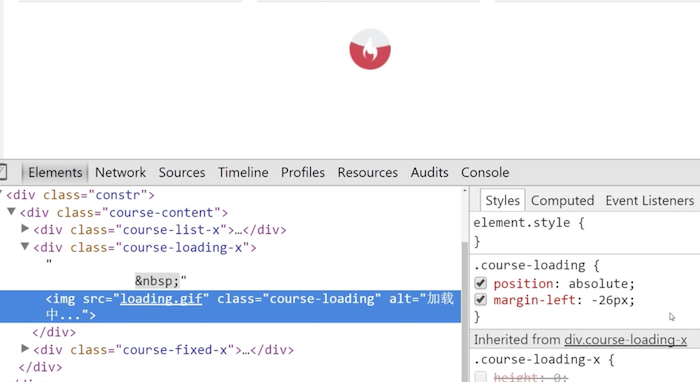 Elements Network Sources Timeline Profiles Resources Audits Console
<div class="constr">
<div class="course-content">
<div class="course-list-x">…</div>
<div class="course-loading-x">
"
&nbsp;"
<img src="loading.gif" class="course-loading" alt="加载
中...">
</div>
<div class="course-fixed-x">…</div>
</div>
Styles Computed Event Listeners
element.style {
}
.course-loading {
position: absolute;
margin-left: -26px;
}
Inherited from div.course-loading-x
.course-loading-x {
height: 0;